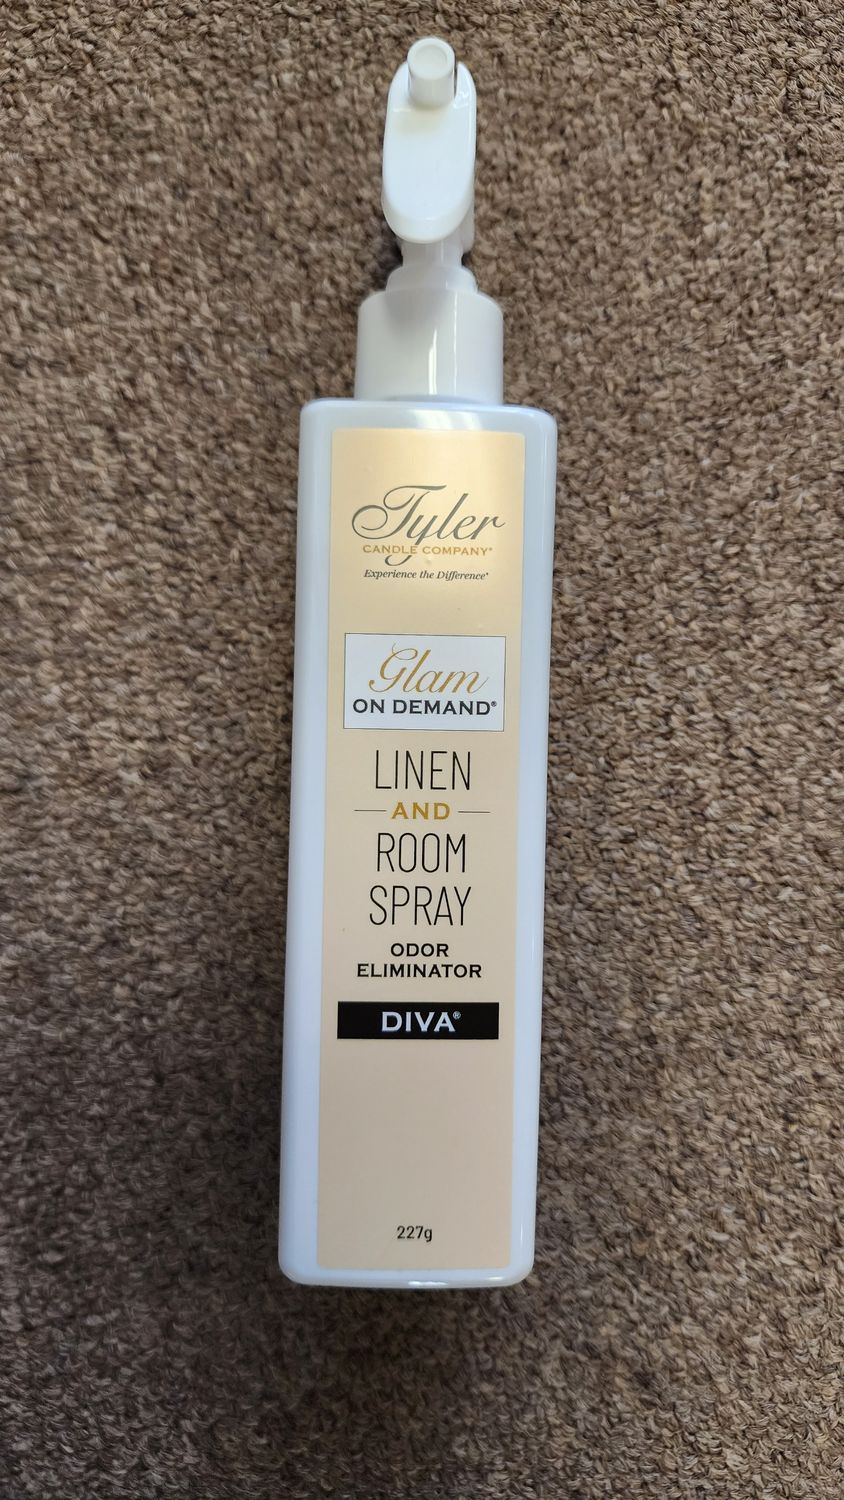 Tyler
CANDLE COMPANY®
Experience the Difference®
Glam
ON DEMAND®
LINEN
AND
ROOM
SPRAY
ODOR
ELIMINATOR
DIVA®
227g